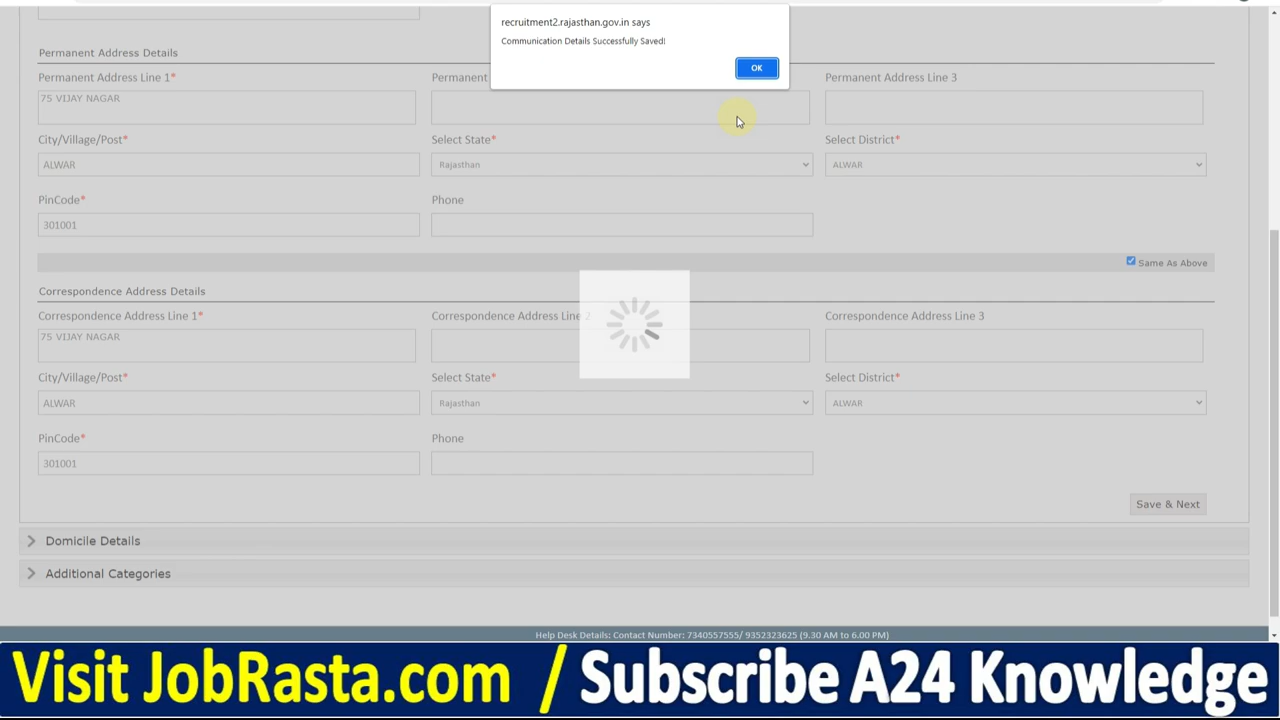 recruitment2.rajasthan.gov.in says
Communication Details Successfully Saved!
OK
Permanent Address Details
Permanent Address Line 1* Permanent Permanent Address Line 3
75 VIJAY NAGAR
City/Village/Post* Select State* Select District*
ALWAR Rajasthan ALWAR
PinCode* Phone
301001
Same As Above
Correspondence Address Details
Correspondence Address Line 1* Correspondence Address Line 2 Correspondence Address Line 3
75 VIJAY NAGAR
City/Village/Post* Select State* Select District*
ALWAR Rajasthan ALWAR
PinCode* Phone
301001
Save & Next
Domicile Details
Additional Categories
Help Desk Details: Contact Number: 7340557555/ 9352323625 (9.30 AM to 6.00 PM)
Visit JobRasta.com / Subscribe A24 Knowledge